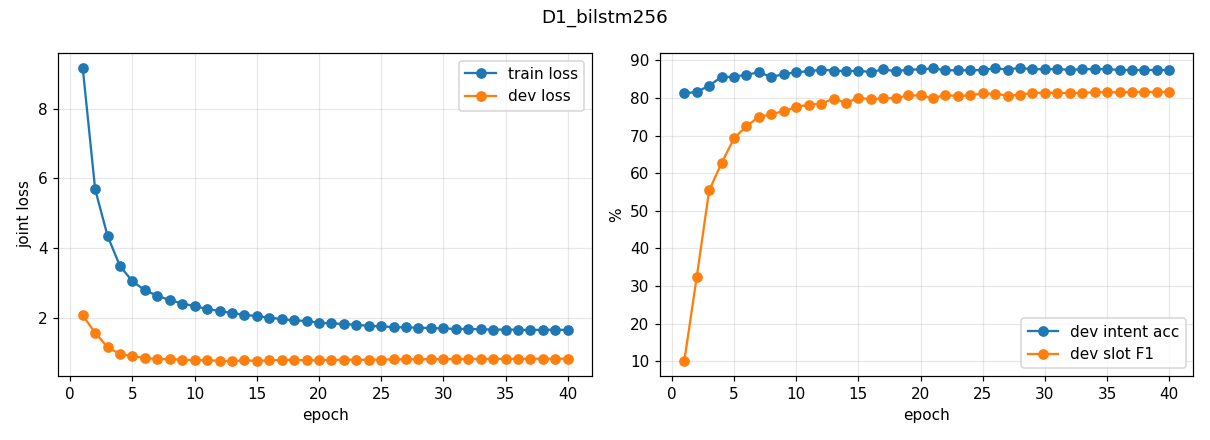 D1_bilstm256
joint loss
8
6
4
2
0 5 10 15 20 25 30 35 40
epoch
train loss
dev loss
%
90
80
70
60
50
40
30
20
10
0 5 10 15 20 25 30 35 40
epoch
dev intent acc
dev slot F1